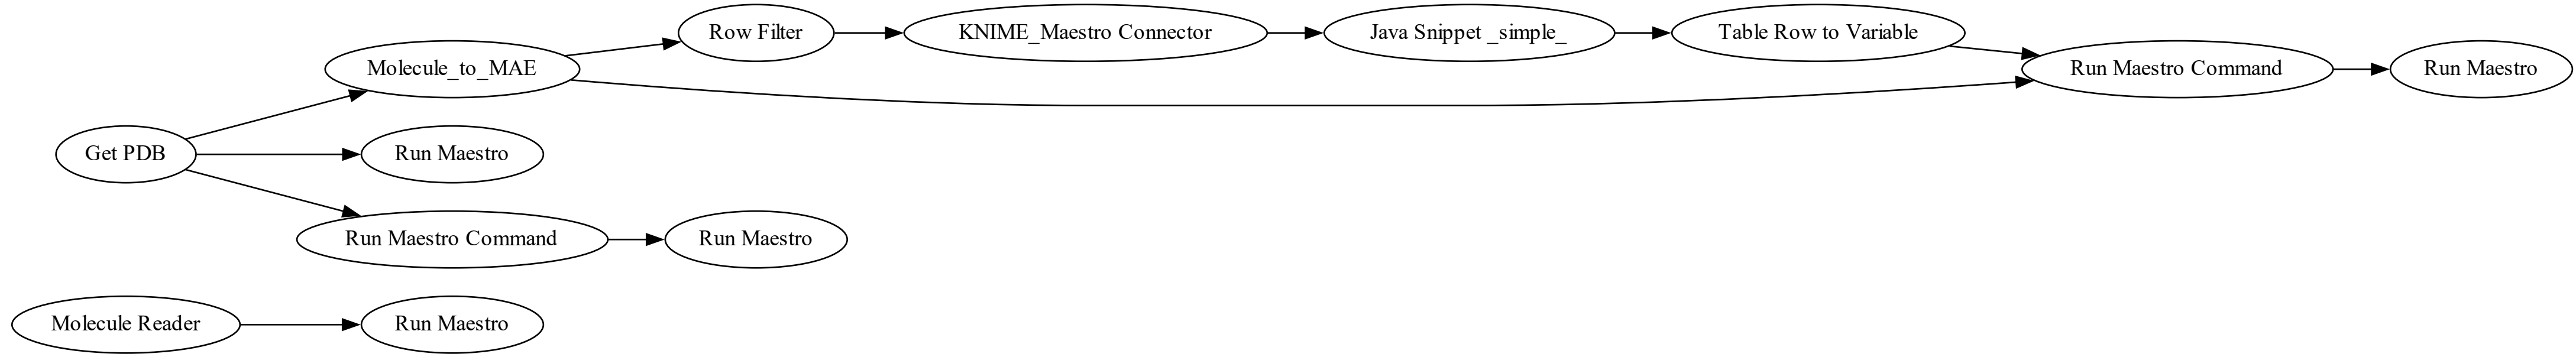 Row Filter
KNIME_Maestro Connector
Java Snippet _simple_
Table Row to Variable
Molecule_to_MAE
Run Maestro Command
Run Maestro
Get PDB
Run Maestro
Run Maestro Command
Run Maestro
Molecule Reader
Run Maestro